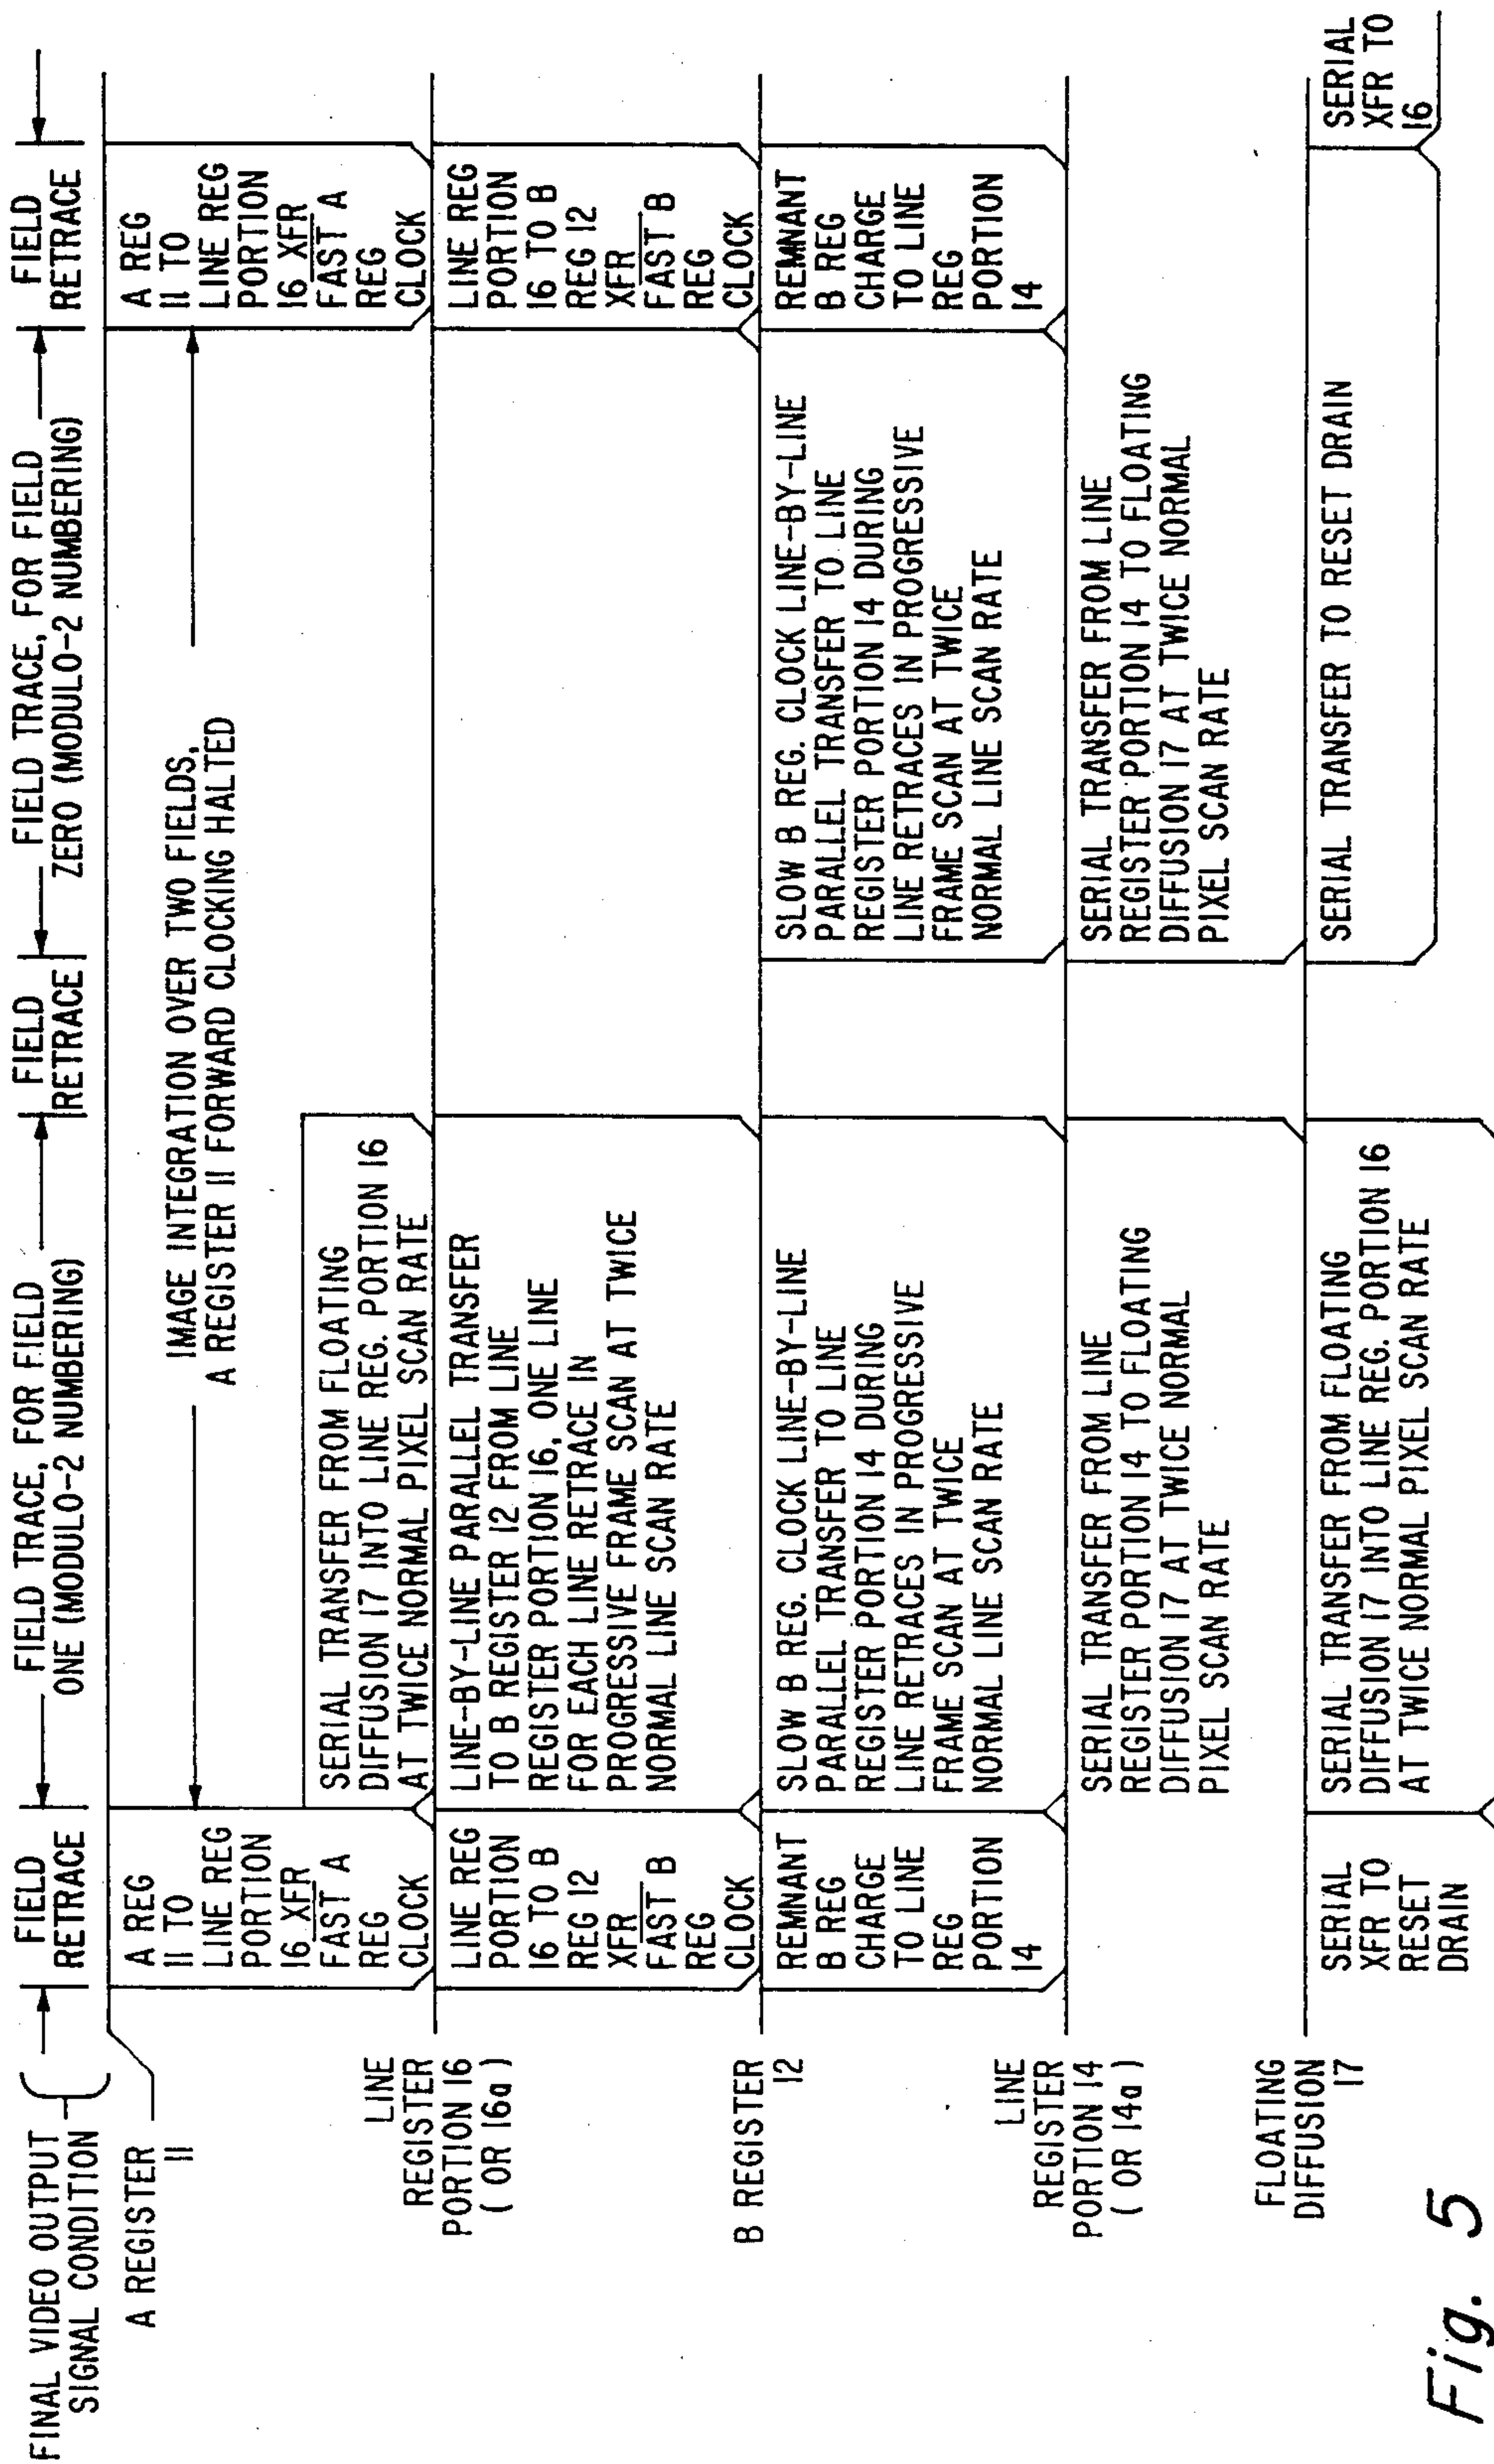 FINAL VIDEO OUTPUT
SIGNAL CONDITION
FIELD
RETRACE
FIELD TRACE, FOR FIELD
ONE (MODULO-2 NUMBERING)
FIELD
RETRACE
FIELD TRACE, FOR FIELD
ZERO (MODULO-2 NUMBERING)
FIELD
RETRACE
A REGISTER
11
A REG
11 TO
LINE REG
PORTION
16 XFR
FAST A
REG
CLOCK
IMAGE INTEGRATION OVER TWO FIELDS,
A REGISTER 11 FORWARD CLOCKING HALTED
SERIAL TRANSFER FROM FLOATING
DIFFUSION 17 INTO LINE REG. PORTION 16
AT TWICE NORMAL PIXEL SCAN RATE
A REG
11 TO
LINE REG
PORTION
16 XFR
FAST A
REG
CLOCK
LINE
REGISTER
PORTION 16
( OR 16a )
LINE REG
PORTION
16 TO B
REG 12
XFR
FAST B
REG
CLOCK
LINE-BY-LINE PARALLEL TRANSFER
TO B REGISTER 12 FROM LINE
REGISTER PORTION 16, ONE LINE
FOR EACH LINE RETRACE IN
PROGRESSIVE FRAME SCAN AT TWICE
NORMAL LINE SCAN RATE
LINE REG
PORTION
16 TO B
REG 12
XFR
FAST B
REG
CLOCK
B REGISTER
12
REMNANT
B REG
CHARGE
TO LINE
REG
PORTION
14
SLOW B REG. CLOCK LINE-BY-LINE
PARALLEL TRANSFER TO LINE
REGISTER PORTION 14 DURING
LINE RETRACES IN PROGRESSIVE
FRAME SCAN AT TWICE
NORMAL LINE SCAN RATE
SLOW B REG. CLOCK LINE-BY-LINE
PARALLEL TRANSFER TO LINE
REGISTER PORTION 14 DURING
LINE RETRACES IN PROGRESSIVE
FRAME SCAN AT TWICE
NORMAL LINE SCAN RATE
REMNANT
B REG
CHARGE
TO LINE
REG
PORTION
14
LINE
REGISTER
PORTION 14
( OR 14a )
SERIAL TRANSFER FROM LINE
REGISTER PORTION 14 TO FLOATING
DIFFUSION 17 AT TWICE NORMAL
PIXEL SCAN RATE
SERIAL TRANSFER FROM LINE
REGISTER PORTION 14 TO FLOATING
DIFFUSION 17 AT TWICE NORMAL
PIXEL SCAN RATE
FLOATING
DIFFUSION
17
SERIAL
XFR TO
RESET
DRAIN
SERIAL TRANSFER FROM FLOATING
DIFFUSION 17 INTO LINE REG. PORTION 16
AT TWICE NORMAL PIXEL SCAN RATE
SERIAL TRANSFER TO RESET DRAIN
SERIAL
XFR TO
16
Fig. 5